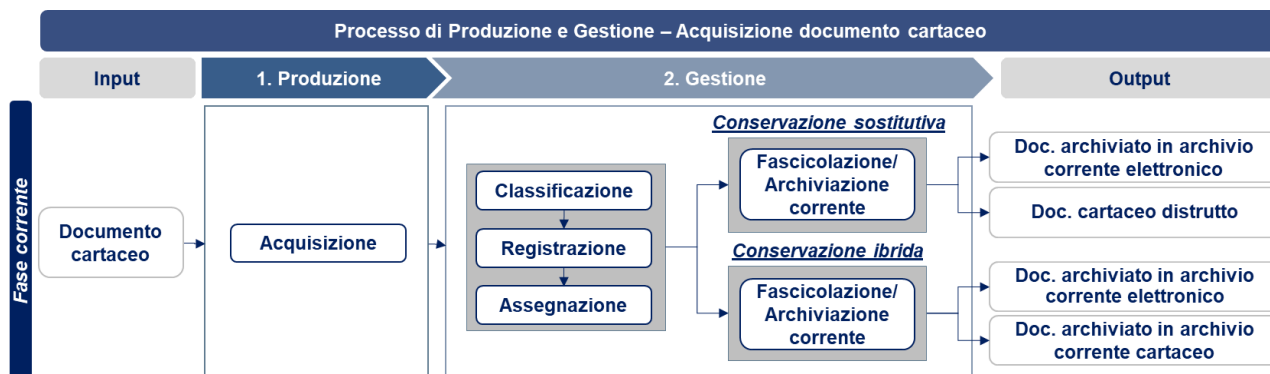 Processo di Produzione e Gestione – Acquisizione documento cartaceo
Input
1. Produzione
2. Gestione
Output
Fase corrente
Documento
cartaceo
Acquisizione
Classificazione
Registrazione
Assegnazione
Conservazione sostitutiva
Fascicolazione/
Archiviazione
corrente
Conservazione ibrida
Fascicolazione/
Archiviazione
corrente
Doc. archiviato in archivio
corrente elettronico
Doc. cartaceo distrutto
Doc. archiviato in archivio
corrente elettronico
Doc. archiviato in archivio
corrente cartaceo